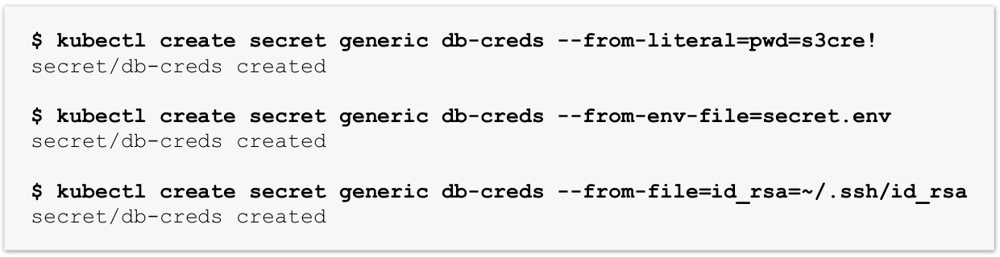 $ kubectl create secret generic db-creds --from-literal=pwd=s3cre!
secret/db-creds created
$ kubectl create secret generic db-creds --from-env-file=secret.env
secret/db-creds created
$ kubectl create secret generic db-creds --from-file=id_rsa=~/.ssh/id_rsa
secret/db-creds created